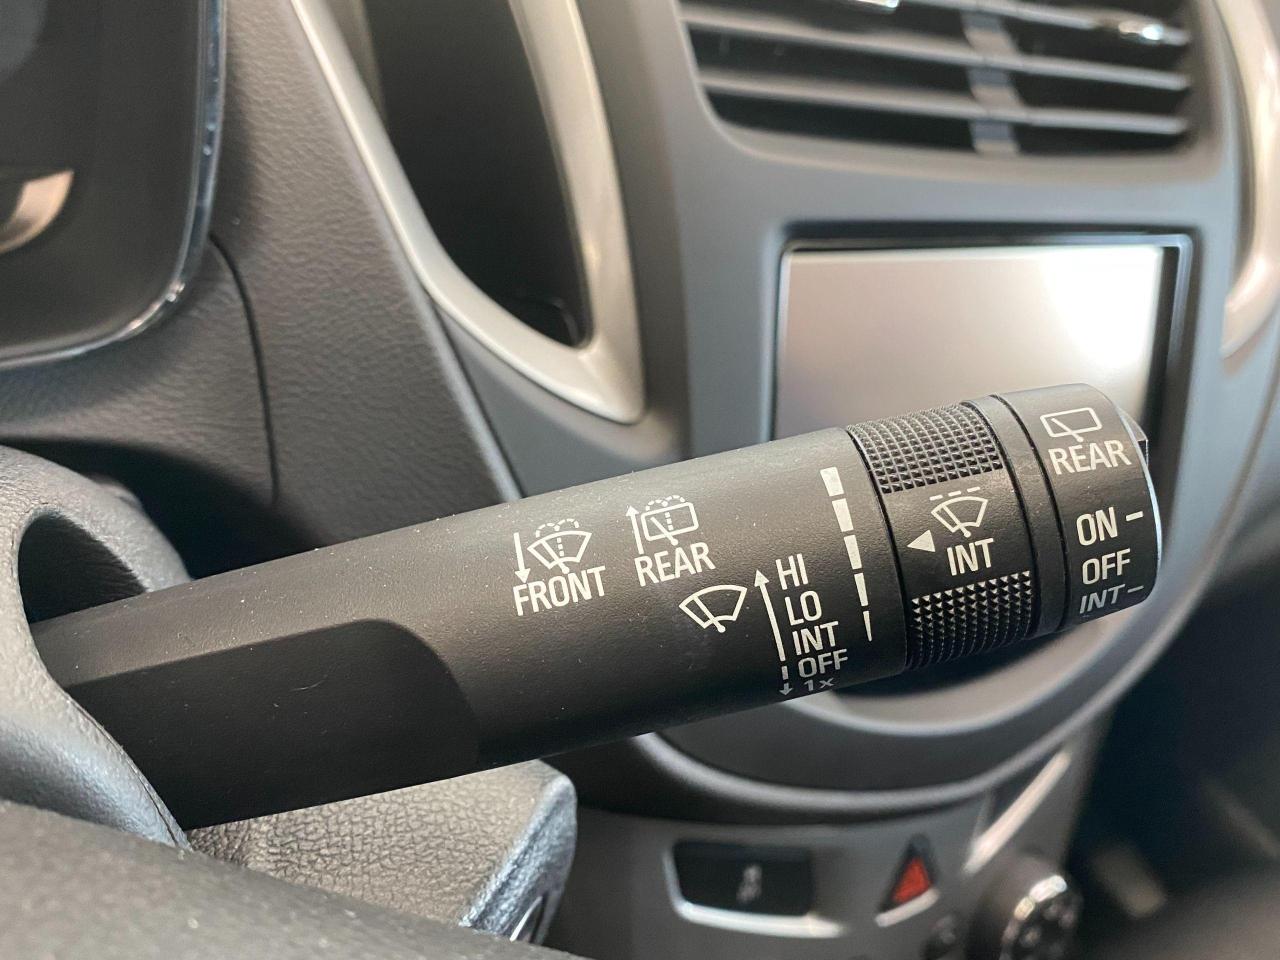 FRONT
REAR
HI
LO
INT
OFF
1x
INT
REAR
ON
OFF
INT